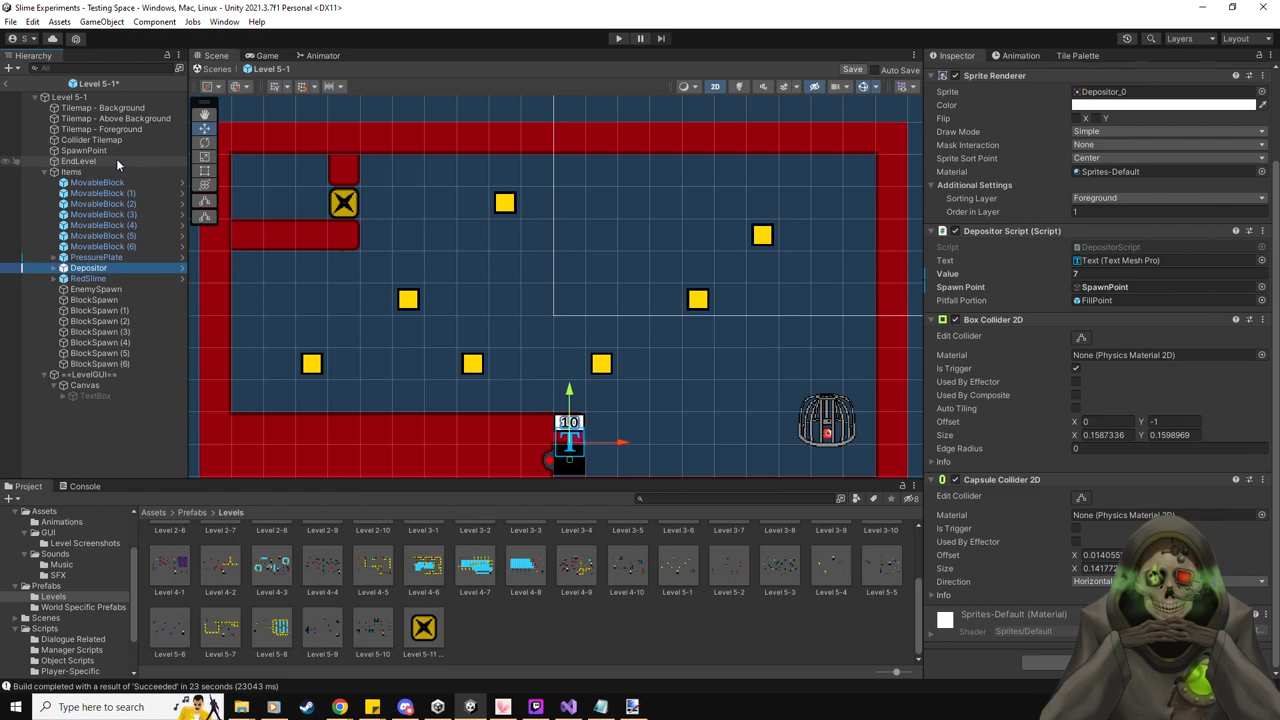 Slime Experiments - Testing Space - Windows, Mac, Linux - Unity 2021.3.7f1 Personal* <DX11>
File Edit Assets GameObject Component Jobs Window Help
S
Layers Layout
Hierarchy
All
Level 5-1*
Level 5-1
Tilemap - Background
Tilemap - Above Background
Tilemap - Foreground
Collider Tilemap
SpawnPoint
EndLevel
Items
MovableBlock
MovableBlock (1)
MovableBlock (2)
MovableBlock (3)
MovableBlock (4)
MovableBlock (5)
MovableBlock (6)
PressurePlate
Depositor
RedSlime
EnemySpawn
BlockSpawn
BlockSpawn (1)
BlockSpawn (2)
BlockSpawn (3)
BlockSpawn (4)
BlockSpawn (5)
BlockSpawn (6)
==LevelGUI==
Canvas
TextBox
Scene Game Animator
Scenes Level 5-1 Save Auto Save
2D
10
T
Inspector Animation Tile Palette
Sprite Renderer
Sprite Depositor_0
Color
Flip X Y
Draw Mode Simple
Mask Interaction None
Sprite Sort Point Center
Material Sprites-Default
Additional Settings
Sorting Layer Foreground
Order in Layer 1
Depositor Script (Script)
Script DepositorScript
Text Text (Text Mesh Pro)
Value 7
Spawn Point SpawnPoint
Pitfall Portion FillPoint
Box Collider 2D
Edit Collider
Material None (Physics Material 2D)
Is Trigger
Used By Effector
Used By Composite
Auto Tiling
Offset X 0 Y -1
Size X 0.1587336 Y 0.1598969
Edge Radius 0
Info
Capsule Collider 2D
Edit Collider
Material None (Physics Material 2D)
Is Trigger
Used By Effector
Offset X 0.014055
Size X 0.141772
Direction Horizontal
Info
Sprites-Default (Material)
Shader Sprites/Default
Project Console
8
Assets
Animations
GUI
Level Screenshots
Sounds
Music
SFX
Prefabs
Levels
World Specific Prefabs
Scenes
Scripts
Dialogue Related
Manager Scripts
Object Scripts
Player-Specific
Assets > Prefabs > Levels
Level 2-6 Level 2-7 Level 2-8 Level 3-1 Level 3-2 Level 3-3 Level 3-4 Level 3-5 Level 3-6 Level 3-7 Level 3-8 Level 3-9 Level 3-10
Level 4-1 Level 4-2 Level 4-3 Level 4-4 Level 4-5 Level 4-6 Level 4-7 Level 4-8 Level 4-9 Level 4-10 Level 5-1 Level 5-2 Level 5-3 Level 5-4 Level 5-5
Level 5-6 Level 5-7 Level 5-8 Level 5-9 Level 5-10 Level 5-11 ...
Build completed with a result of 'Succeeded' in 23 seconds (23043 ms)
Type here to search